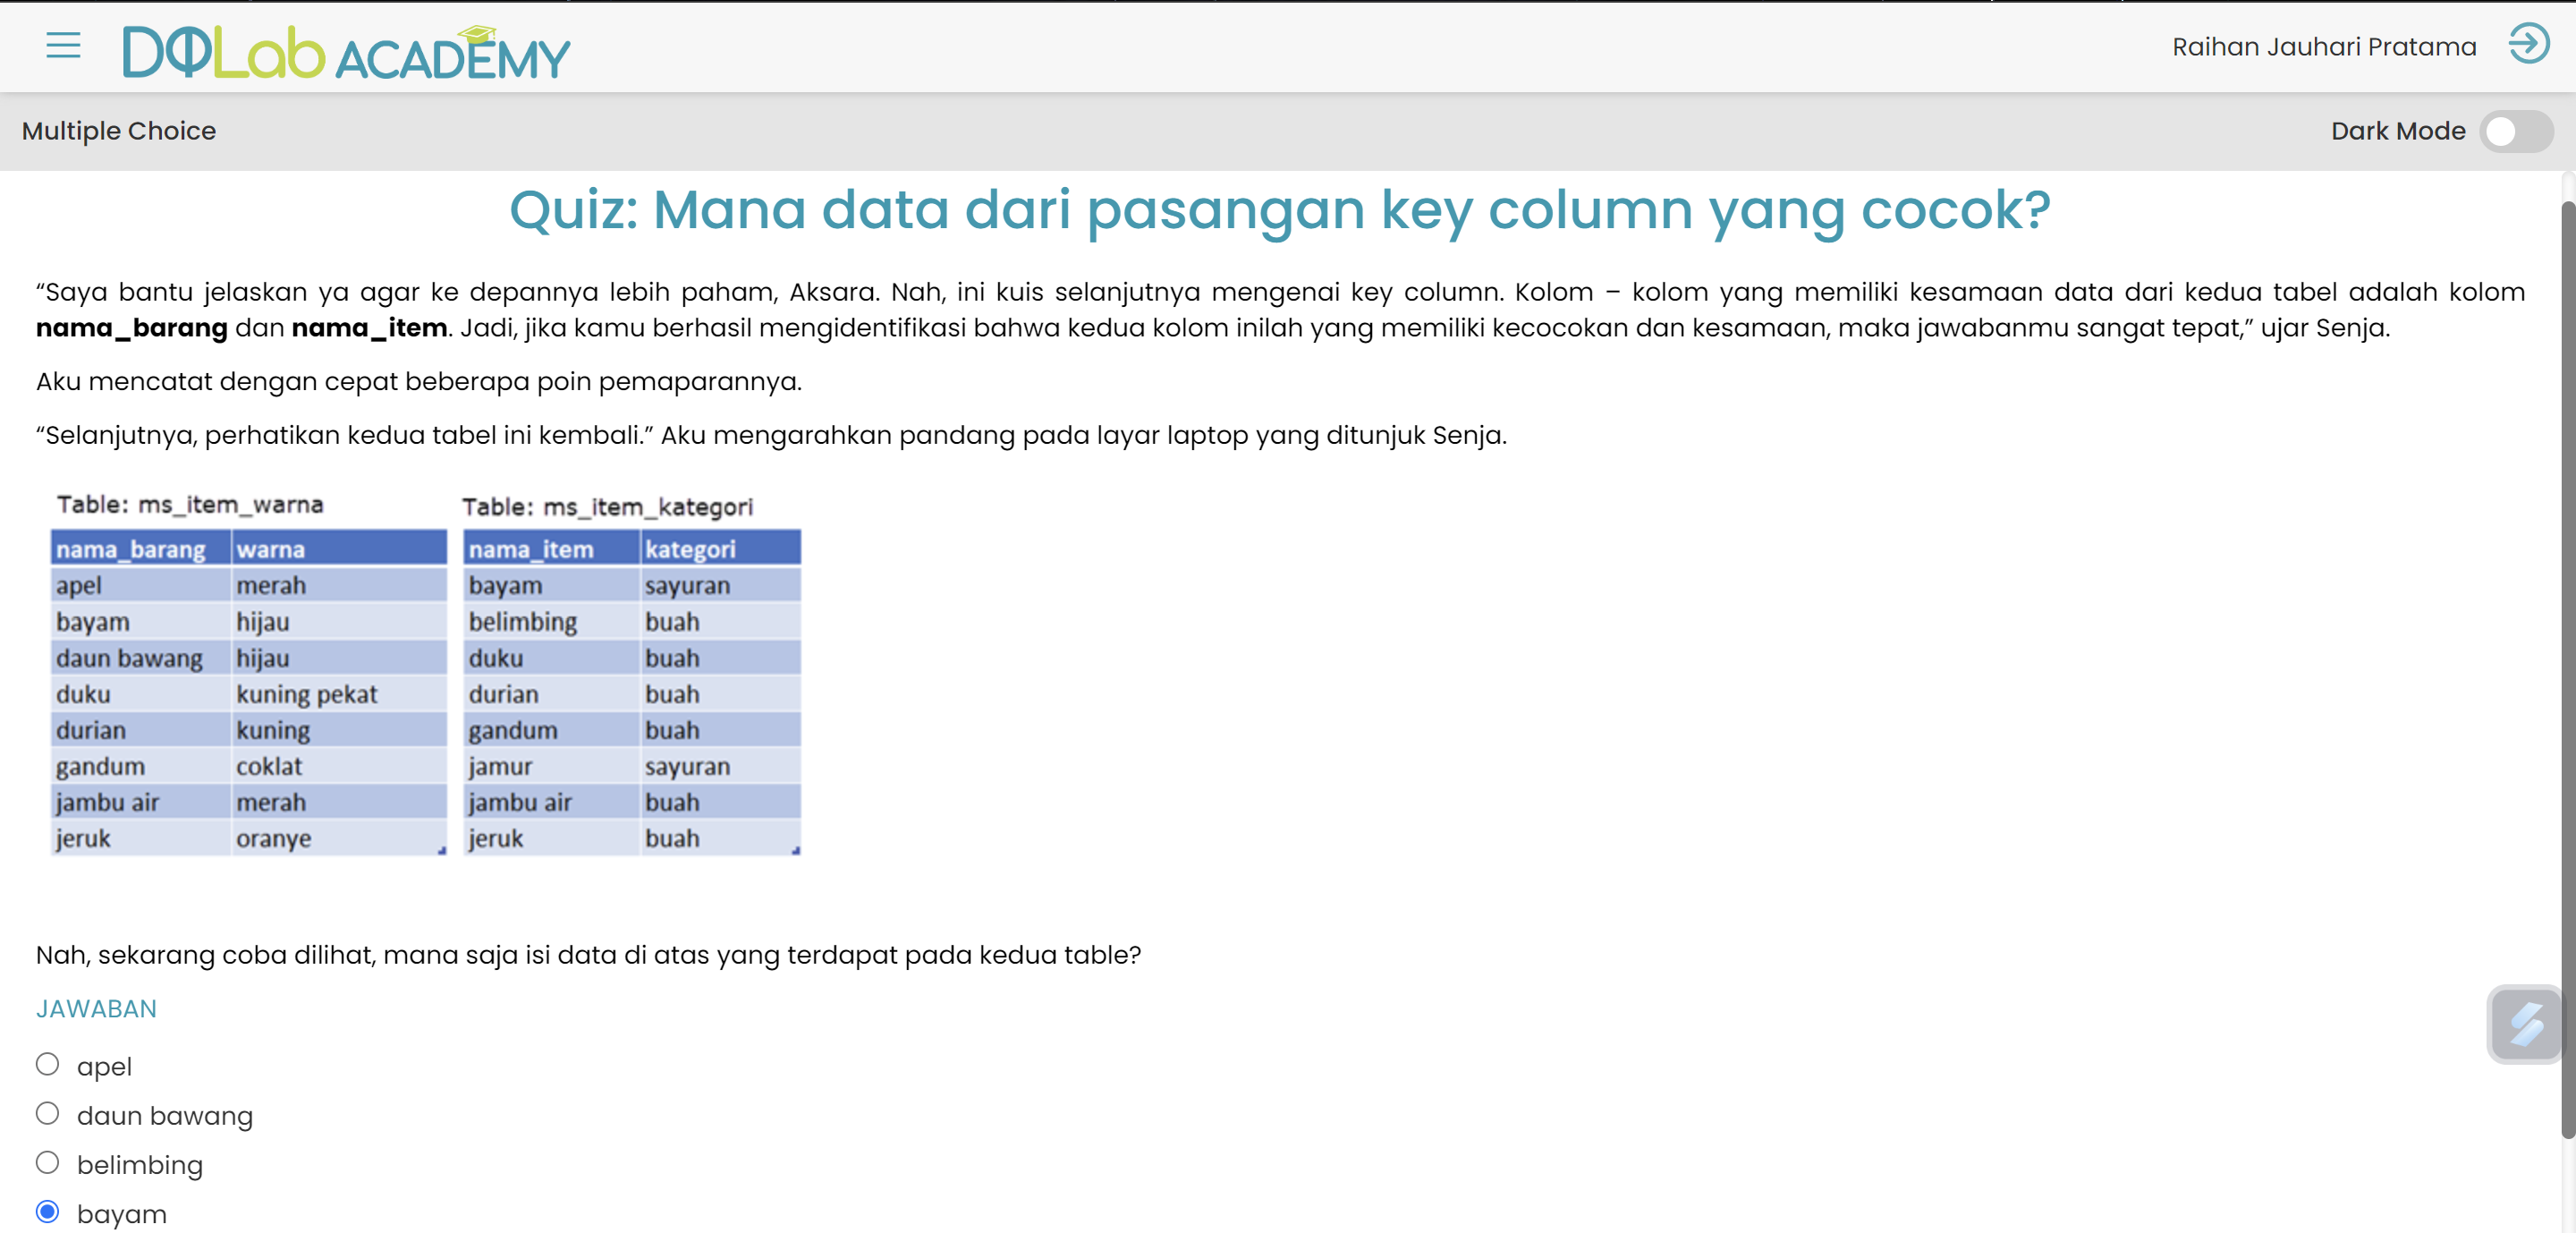 DQLab ACADEMY
Raihan Jauhari Pratama
Multiple Choice
Dark Mode
Quiz: Mana data dari pasangan key column yang cocok?
“Saya bantu jelaskan ya agar ke depannya lebih paham, Aksara. Nah, ini kuis selanjutnya mengenai key column. Kolom – kolom yang memiliki kesamaan data dari kedua tabel adalah kolom
nama_barang dan nama_item. Jadi, jika kamu berhasil mengidentifikasi bahwa kedua kolom inilah yang memiliki kecocokan dan kesamaan, maka jawabanmu sangat tepat,” ujar Senja.
Aku mencatat dengan cepat beberapa poin pemaparannya.
“Selanjutnya, perhatikan kedua tabel ini kembali.” Aku mengarahkan pandang pada layar laptop yang ditunjuk Senja.
Table: ms_item_warna
nama_barang warna
apel merah
bayam hijau
daun bawang hijau
duku kuning pekat
durian kuning
gandum coklat
jambu air merah
jeruk oranye
Table: ms_item_kategori
nama_item kategori
bayam sayuran
belimbing buah
duku buah
durian buah
gandum buah
jamur sayuran
jambu air buah
jeruk buah
Nah, sekarang coba dilihat, mana saja isi data di atas yang terdapat pada kedua table?
JAWABAN
apel
daun bawang
belimbing
bayam